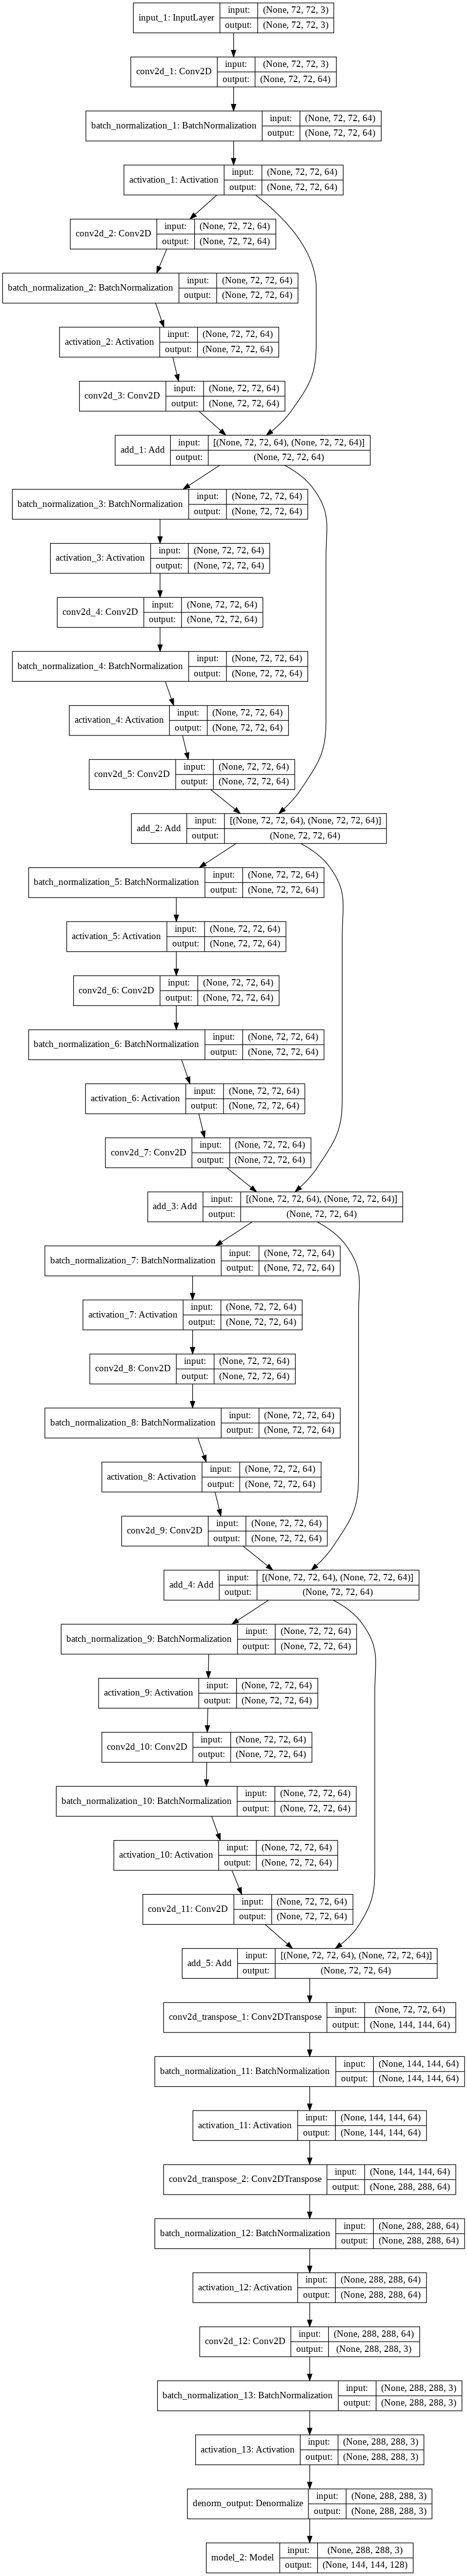 input_1: InputLayer
input: (None, 72, 72, 3)
output: (None, 72, 72, 3)
conv2d_1: Conv2D
input: (None, 72, 72, 3)
output: (None, 72, 72, 64)
batch_normalization_1: BatchNormalization
input: (None, 72, 72, 64)
output: (None, 72, 72, 64)
activation_1: Activation
input: (None, 72, 72, 64)
output: (None, 72, 72, 64)
conv2d_2: Conv2D
input: (None, 72, 72, 64)
output: (None, 72, 72, 64)
batch_normalization_2: BatchNormalization
input: (None, 72, 72, 64)
output: (None, 72, 72, 64)
activation_2: Activation
input: (None, 72, 72, 64)
output: (None, 72, 72, 64)
conv2d_3: Conv2D
input: (None, 72, 72, 64)
output: (None, 72, 72, 64)
add_1: Add
input: [(None, 72, 72, 64), (None, 72, 72, 64)]
output: (None, 72, 72, 64)
batch_normalization_3: BatchNormalization
input: (None, 72, 72, 64)
output: (None, 72, 72, 64)
activation_3: Activation
input: (None, 72, 72, 64)
output: (None, 72, 72, 64)
conv2d_4: Conv2D
input: (None, 72, 72, 64)
output: (None, 72, 72, 64)
batch_normalization_4: BatchNormalization
input: (None, 72, 72, 64)
output: (None, 72, 72, 64)
activation_4: Activation
input: (None, 72, 72, 64)
output: (None, 72, 72, 64)
conv2d_5: Conv2D
input: (None, 72, 72, 64)
output: (None, 72, 72, 64)
add_2: Add
input: [(None, 72, 72, 64), (None, 72, 72, 64)]
output: (None, 72, 72, 64)
batch_normalization_5: BatchNormalization
input: (None, 72, 72, 64)
output: (None, 72, 72, 64)
activation_5: Activation
input: (None, 72, 72, 64)
output: (None, 72, 72, 64)
conv2d_6: Conv2D
input: (None, 72, 72, 64)
output: (None, 72, 72, 64)
batch_normalization_6: BatchNormalization
input: (None, 72, 72, 64)
output: (None, 72, 72, 64)
activation_6: Activation
input: (None, 72, 72, 64)
output: (None, 72, 72, 64)
conv2d_7: Conv2D
input: (None, 72, 72, 64)
output: (None, 72, 72, 64)
add_3: Add
input: [(None, 72, 72, 64), (None, 72, 72, 64)]
output: (None, 72, 72, 64)
batch_normalization_7: BatchNormalization
input: (None, 72, 72, 64)
output: (None, 72, 72, 64)
activation_7: Activation
input: (None, 72, 72, 64)
output: (None, 72, 72, 64)
conv2d_8: Conv2D
input: (None, 72, 72, 64)
output: (None, 72, 72, 64)
batch_normalization_8: BatchNormalization
input: (None, 72, 72, 64)
output: (None, 72, 72, 64)
activation_8: Activation
input: (None, 72, 72, 64)
output: (None, 72, 72, 64)
conv2d_9: Conv2D
input: (None, 72, 72, 64)
output: (None, 72, 72, 64)
add_4: Add
input: [(None, 72, 72, 64), (None, 72, 72, 64)]
output: (None, 72, 72, 64)
batch_normalization_9: BatchNormalization
input: (None, 72, 72, 64)
output: (None, 72, 72, 64)
activation_9: Activation
input: (None, 72, 72, 64)
output: (None, 72, 72, 64)
conv2d_10: Conv2D
input: (None, 72, 72, 64)
output: (None, 72, 72, 64)
batch_normalization_10: BatchNormalization
input: (None, 72, 72, 64)
output: (None, 72, 72, 64)
activation_10: Activation
input: (None, 72, 72, 64)
output: (None, 72, 72, 64)
conv2d_11: Conv2D
input: (None, 72, 72, 64)
output: (None, 72, 72, 64)
add_5: Add
input: [(None, 72, 72, 64), (None, 72, 72, 64)]
output: (None, 72, 72, 64)
conv2d_transpose_1: Conv2DTranspose
input: (None, 72, 72, 64)
output: (None, 144, 144, 64)
batch_normalization_11: BatchNormalization
input: (None, 144, 144, 64)
output: (None, 144, 144, 64)
activation_11: Activation
input: (None, 144, 144, 64)
output: (None, 144, 144, 64)
conv2d_transpose_2: Conv2DTranspose
input: (None, 144, 144, 64)
output: (None, 288, 288, 64)
batch_normalization_12: BatchNormalization
input: (None, 288, 288, 64)
output: (None, 288, 288, 64)
activation_12: Activation
input: (None, 288, 288, 64)
output: (None, 288, 288, 64)
conv2d_12: Conv2D
input: (None, 288, 288, 64)
output: (None, 288, 288, 3)
batch_normalization_13: BatchNormalization
input: (None, 288, 288, 3)
output: (None, 288, 288, 3)
activation_13: Activation
input: (None, 288, 288, 3)
output: (None, 288, 288, 3)
denorm_output: Denormalize
input: (None, 288, 288, 3)
output: (None, 288, 288, 3)
model_2: Model
input: (None, 288, 288, 3)
output: (None, 144, 144, 128)